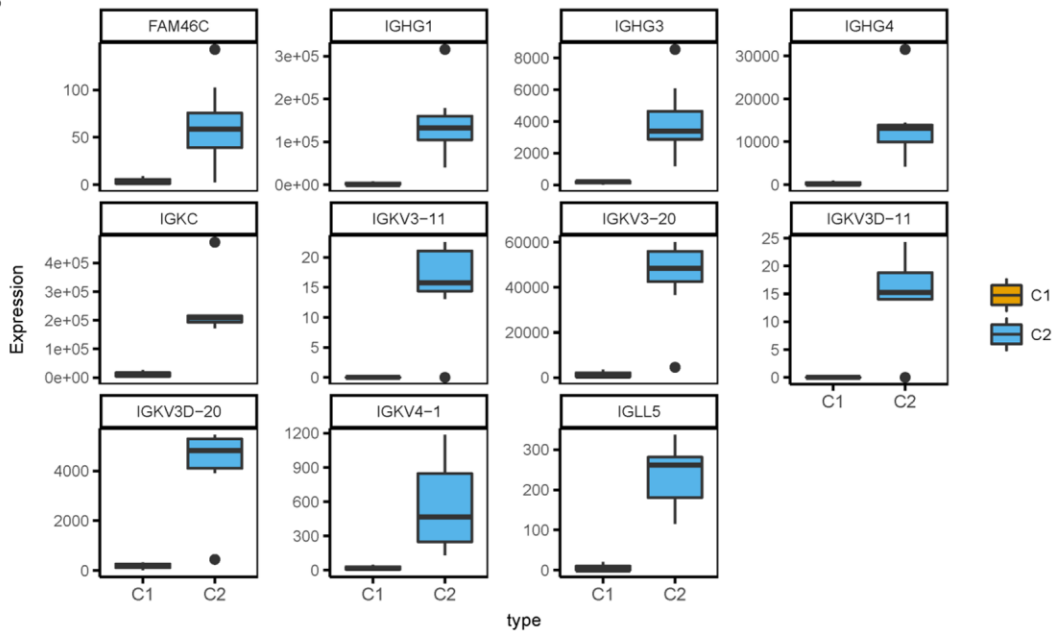 FAM46C IGHG1 IGHG3 IGHG4
100
50
0
3e+05
2e+05
1e+05
0e+00
8000
6000
4000
2000
0
30000
20000
10000
0
IGKC IGKV3−11 IGKV3−20 IGKV3D−11
4e+05
3e+05
2e+05
1e+05
0e+00
20
15
10
5
0
60000
40000
20000
0
25
20
15
10
5
0
C1 C2
IGKV3D−20 IGKV4−1 IGLL5
4000
2000
0
1200
900
600
300
0
300
200
100
0
C1 C2 C1 C2 C1 C2
Expression
type
C1
C2